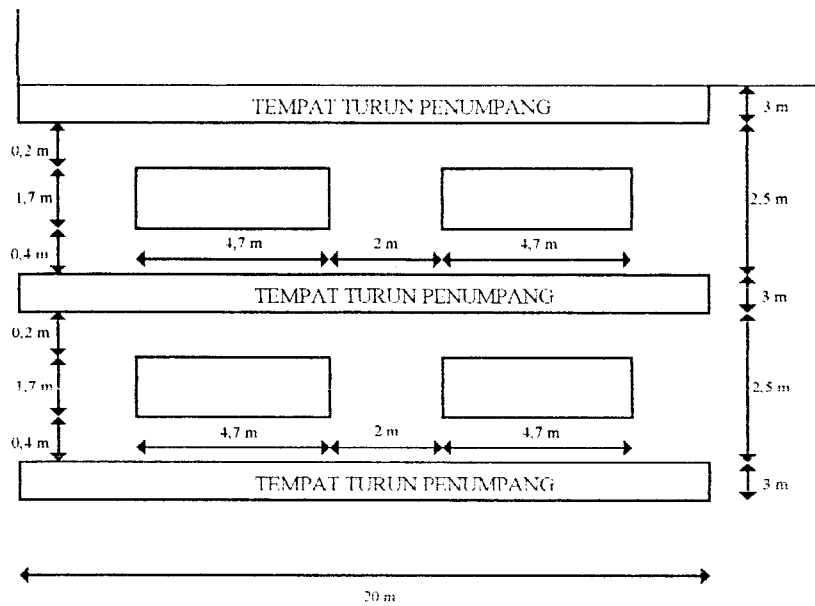 TEMPAT TURUN PENUMPANG
3 m
0,2 m
1,7 m
2,5 m
4,7 m 2 m 4,7 m
0,4 m
TEMPAT TURUN PENUMPANG
3 m
0,2 m
1,7 m
2,5 m
4,7 m 2 m 4,7 m
0,4 m
TEMPAT TURUN PENUMPANG
3 m
20 m